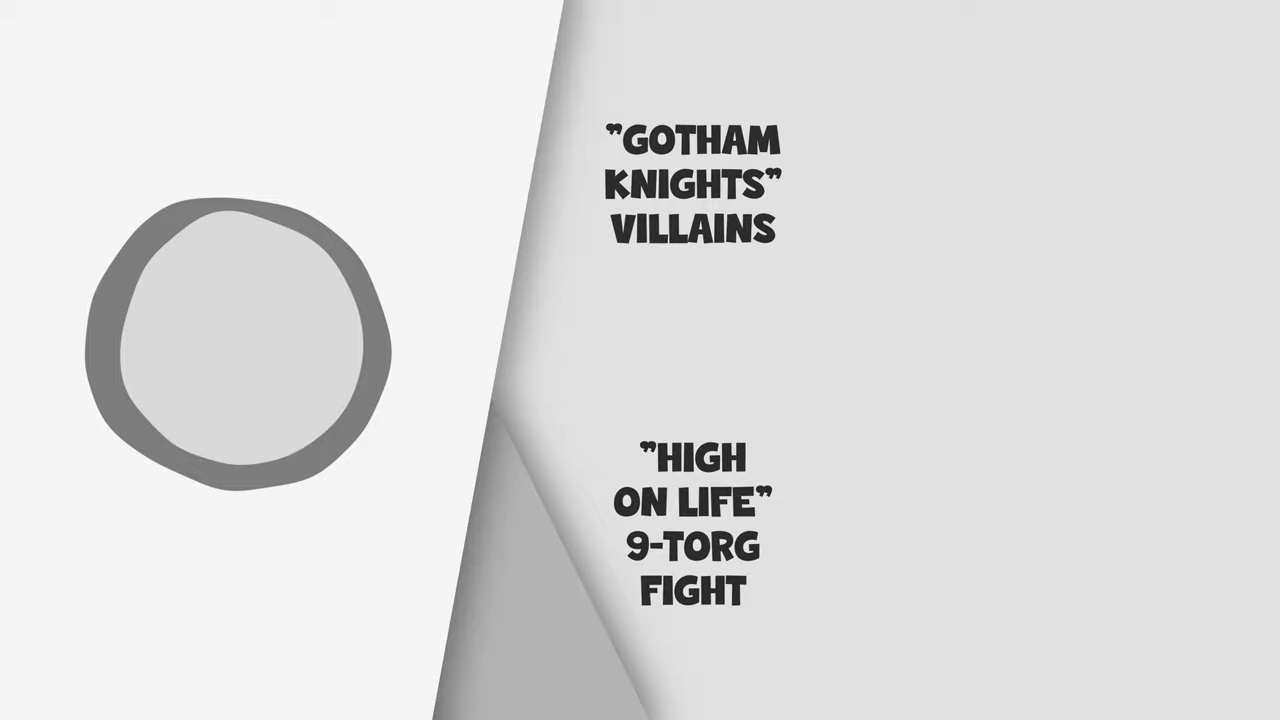 ”GOTHAM
KNIGHTS”
VILLAINS
”HIGH
ON LIFE”
9-TORG
FIGHT